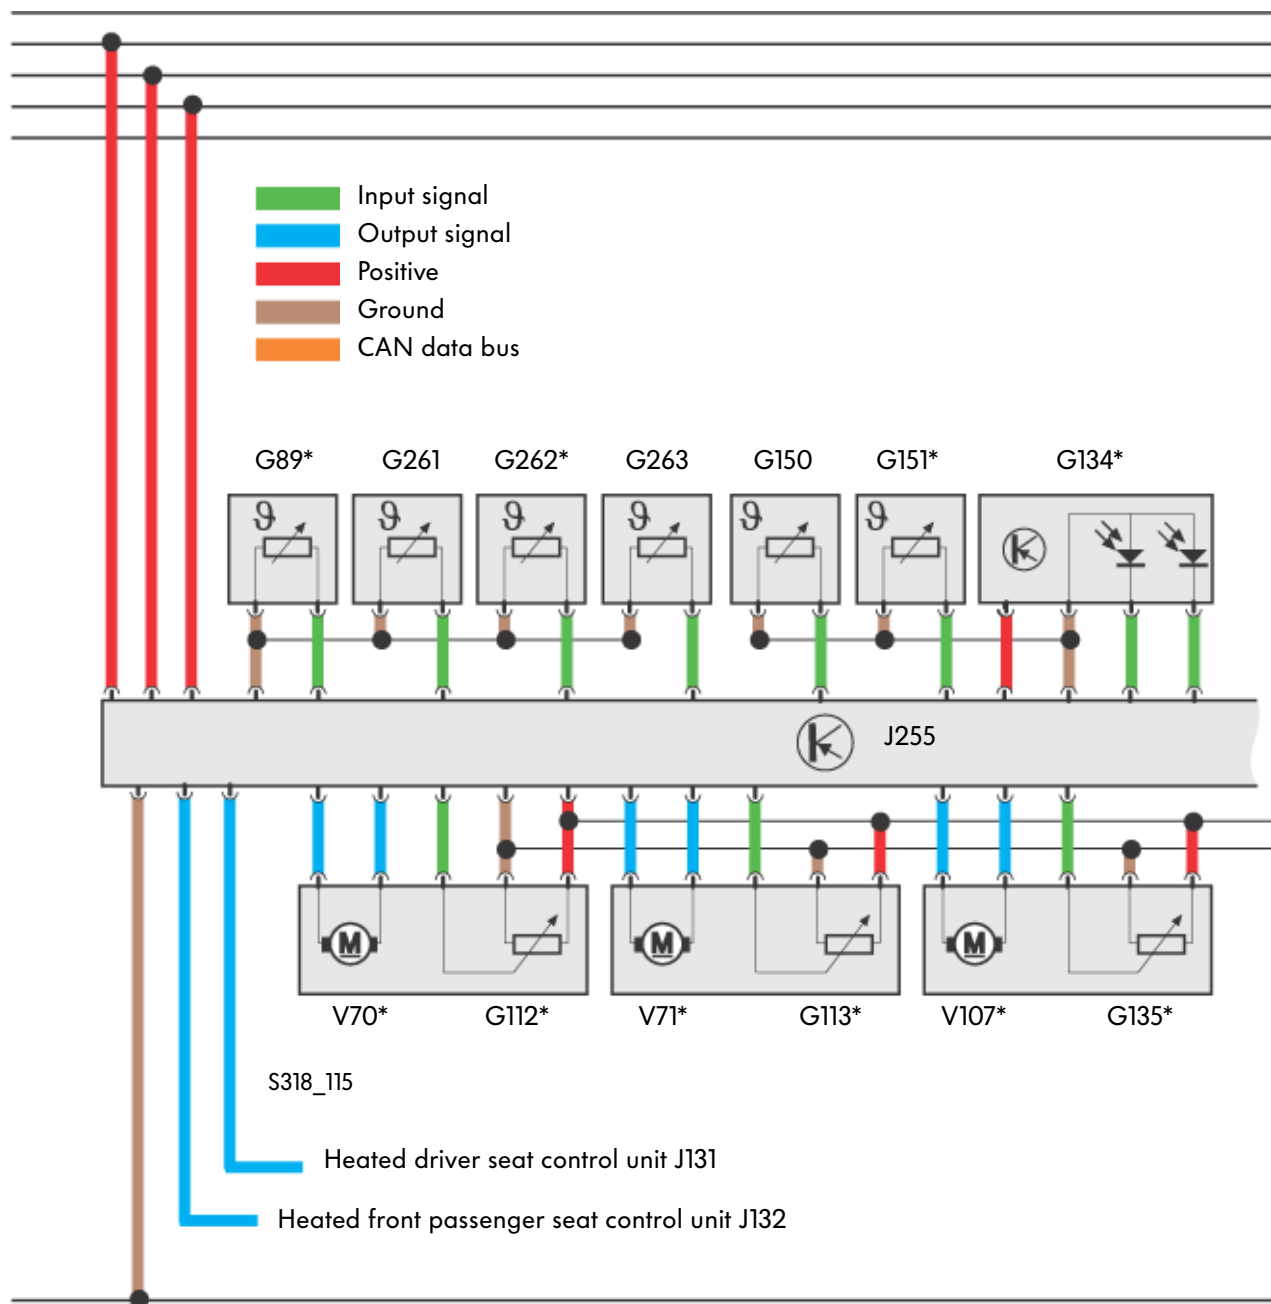 Input signal
Output signal
Positive
Ground
CAN data bus
G89* G261 G262* G263 G150 G151* G134*
ϑ ϑ ϑ ϑ ϑ ϑ
J255
M M M
V70* G112* V71* G113* V107* G135*
S318_115
Heated driver seat control unit J131
Heated front passenger seat control unit J132